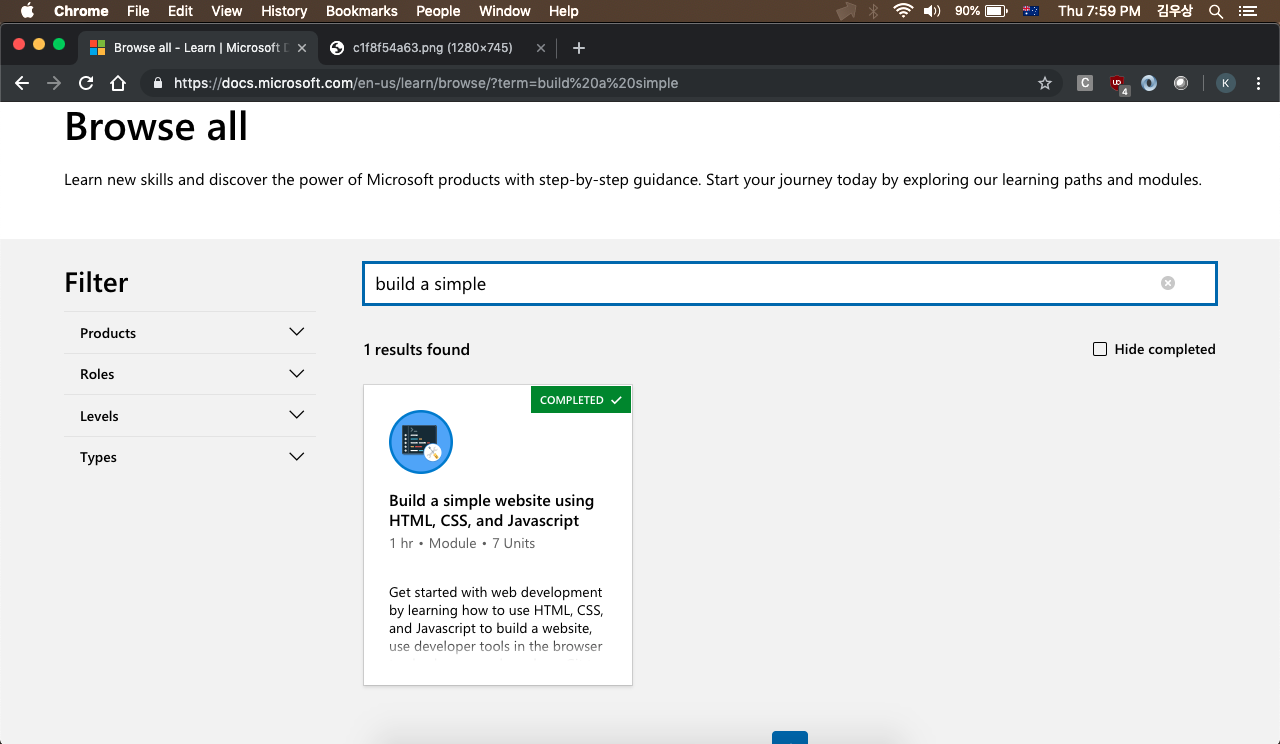 Chrome File Edit View History Bookmarks People Window Help 90% Thu 7:59 PM 김우상
Browse all - Learn | Microsoft D c1f8f54a63.png (1280×745)
https://docs.microsoft.com/en-us/learn/browse/?term=build%20a%20simple C UD 4 K
Browse all
Learn new skills and discover the power of Microsoft products with step-by-step guidance. Start your journey today by exploring our learning paths and modules.
Filter
build a simple
Products
Roles
Levels
Types
1 results found
Hide completed
COMPLETED
Build a simple website using
HTML, CSS, and Javascript
1 hr • Module • 7 Units
Get started with web development
by learning how to use HTML, CSS,
and Javascript to build a website,
use developer tools in the browser